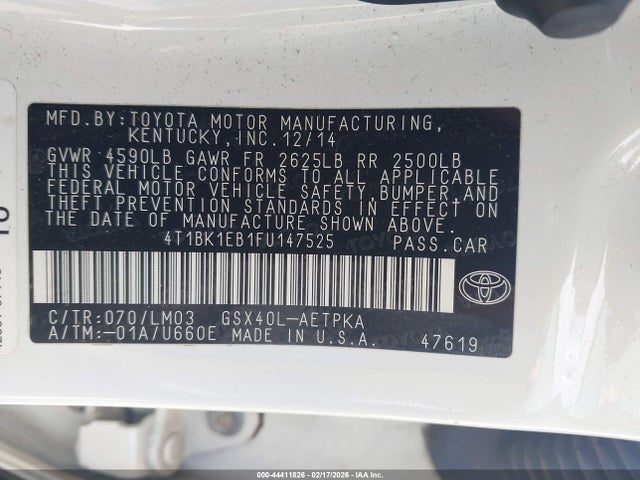 MFD.BY:TOYOTA MOTOR MANUFACTURING,
KENTUCKY,INC.12/14
GVWR 4590LB GAWR FR 2625LB RR 2500LB
THIS VEHICLE CONFORMS TO ALL APPLICABLE
FEDERAL MOTOR VEHICLE SAFETY,BUMPER,AND
THEFT PREVENTION STANDARDS IN EFFECT ON
THE DATE OF MANUFACTURE SHOWN ABOVE.
4T1BK1EB1FU147525 PASS.CAR
C/TR:070/LM03 GSX40L-AETPKA
A/TM:-01A/U660E MADE IN U.S.A. 47619
000-44411826 - 02/17/2026 - IAAI.COM